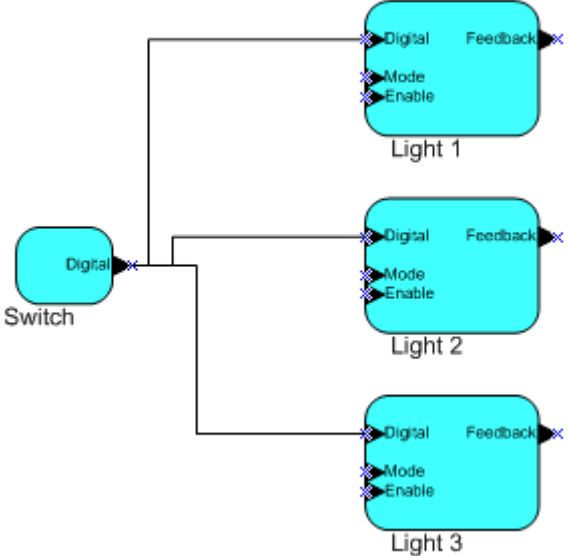 Digital Feedback
Mode
Enable
Light 1
Digital
Switch
Digital Feedback
Mode
Enable
Light 2
Digital Feedback
Mode
Enable
Light 3